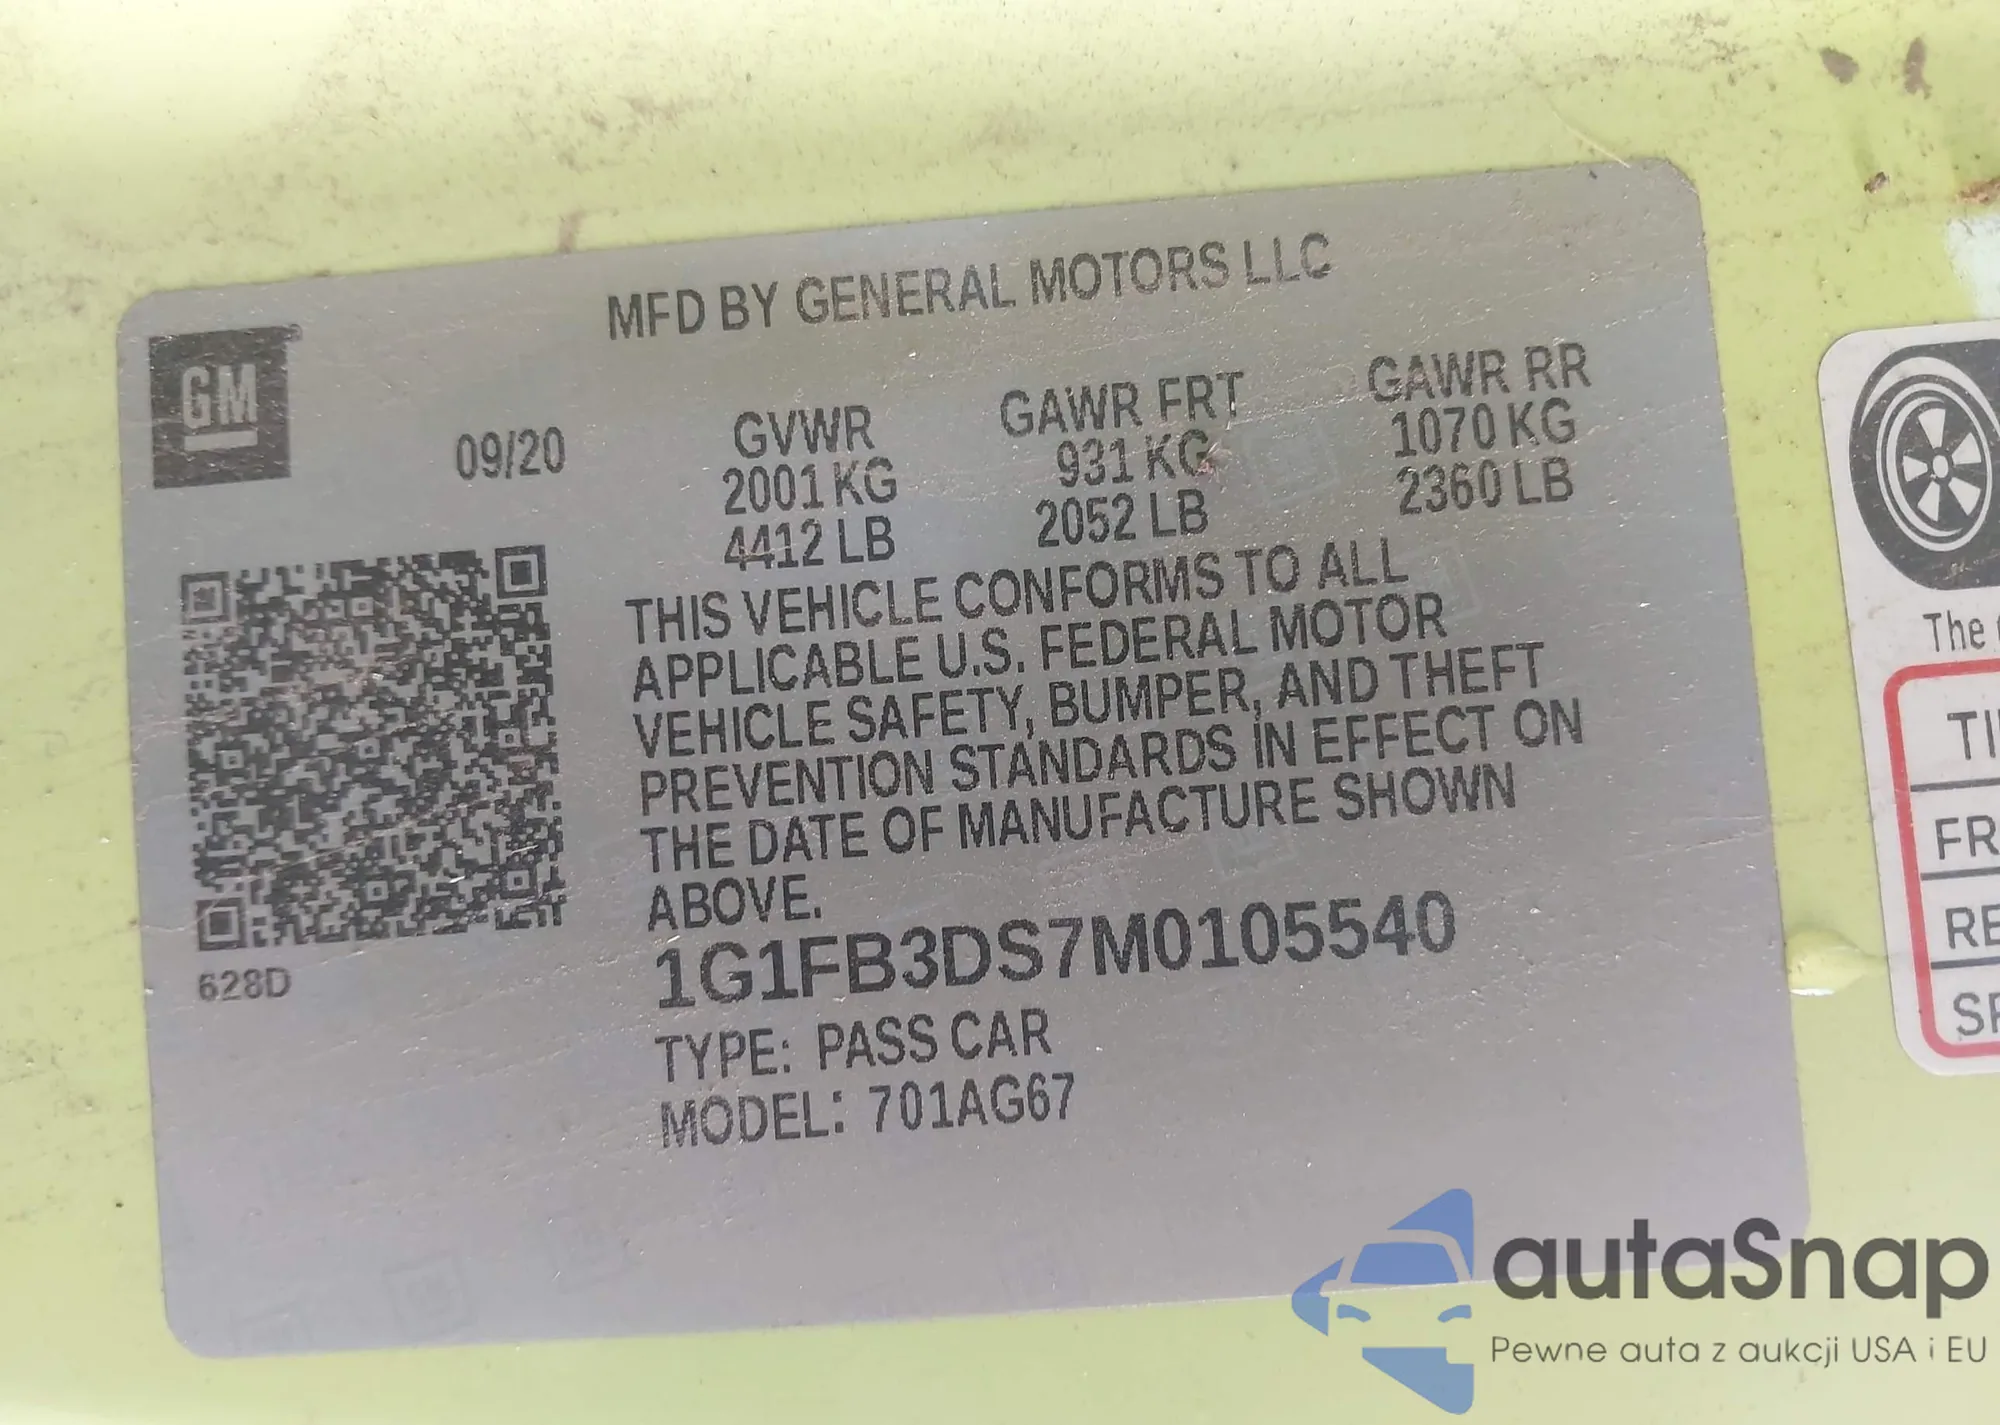 MFD BY GENERAL MOTORS LLC
GM
09/20
GVWR
2001 KG
4412 LB
GAWR FRT
931 KG
2052 LB
GAWR RR
1070 KG
2360 LB
THIS VEHICLE CONFORMS TO ALL
APPLICABLE U.S. FEDERAL MOTOR
VEHICLE SAFETY, BUMPER, AND THEFT
PREVENTION STANDARDS IN EFFECT ON
THE DATE OF MANUFACTURE SHOWN
ABOVE.
1G1FB3DS7M0105540
628D
TYPE: PASS CAR
MODEL: 701AG67
The
TI
FR
RE
SP
autaSnap
Pewne auta z aukcji USA i EU